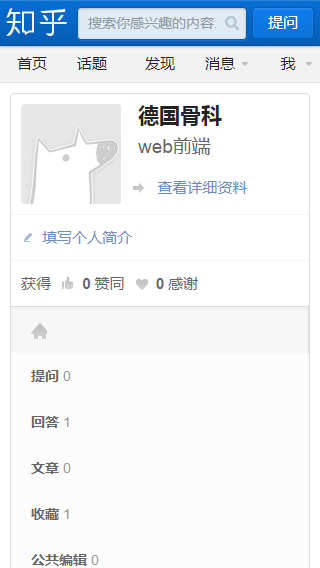 知乎 搜索你感兴趣的内容 提问
首页 话题 发现 消息 我
德国骨科
web前端
查看详细资料
填写个人简介
获得 0 赞同 0 感谢
提问 0
回答 1
文章 0
收藏 1
公共编辑 0